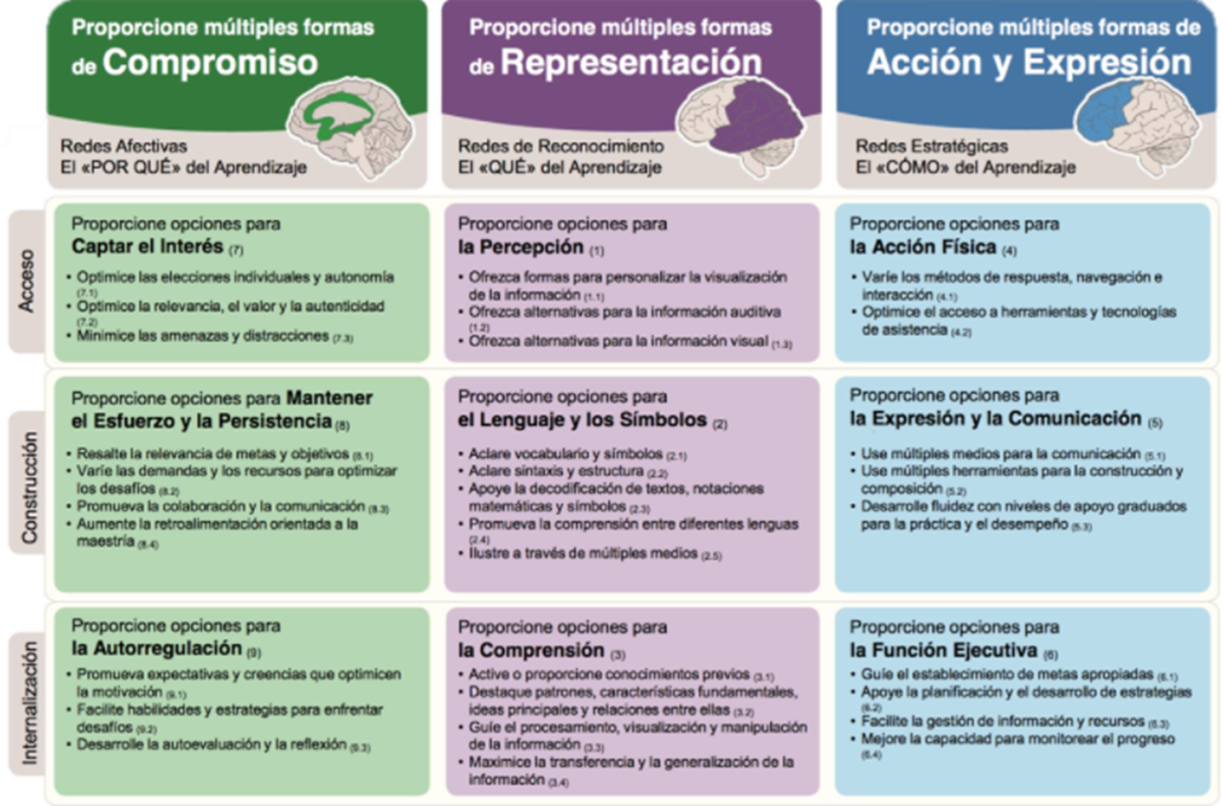 Proporcione múltiples formas
de Compromiso
Redes Afectivas
El «POR QUÉ» del Aprendizaje
Proporcione múltiples formas
de Representación
Redes de Reconocimiento
El «QUÉ» del Aprendizaje
Proporcione múltiples formas de
Acción y Expresión
Redes Estratégicas
El «CÓMO» del Aprendizaje
Acceso
Proporcione opciones para
Captar el Interés (7)
• Optimice las elecciones individuales y autonomía
(7.1)
• Optimice la relevancia, el valor y la autenticidad
(7.2)
• Minimice las amenazas y distracciones (7.3)
Proporcione opciones para
la Percepción (1)
• Ofrezca formas para personalizar la visualización
de la información (1.1)
• Ofrezca alternativas para la información auditiva
(1.2)
• Ofrezca alternativas para la información visual (1.3)
Proporcione opciones para
la Acción Física (4)
• Varíe los métodos de respuesta, navegación e
interacción (4.1)
• Optimice el acceso a herramientas y tecnologías
de asistencia (4.2)
Construcción
Proporcione opciones para Mantener
el Esfuerzo y la Persistencia (8)
• Resalte la relevancia de metas y objetivos (8.1)
• Varíe las demandas y los recursos para optimizar
los desafíos (8.2)
• Promueva la colaboración y la comunicación (8.3)
• Aumente la retroalimentación orientada a la
maestría (8.4)
Proporcione opciones para
el Lenguaje y los Símbolos (2)
• Aclare vocabulario y símbolos (2.1)
• Aclare sintaxis y estructura (2.2)
• Apoye la decodificación de textos, notaciones
matemáticas y símbolos (2.3)
• Promueva la comprensión entre diferentes lenguas
(2.4)
• Ilustre a través de múltiples medios (2.5)
Proporcione opciones para
la Expresión y la Comunicación (5)
• Use múltiples medios para la comunicación (5.1)
• Use múltiples herramientas para la construcción y
composición (5.2)
• Desarrolle fluidez con niveles de apoyo graduados
para la práctica y el desempeño (5.3)
Internalización
Proporcione opciones para
la Autorregulación (9)
• Promueva expectativas y creencias que optimicen
la motivación (9.1)
• Facilite habilidades y estrategias para enfrentar
desafíos (9.2)
• Desarrolle la autoevaluación y la reflexión (9.3)
Proporcione opciones para
la Comprensión (3)
• Active o proporcione conocimientos previos (3.1)
• Destaque patrones, características fundamentales,
ideas principales y relaciones entre ellas (3.2)
• Guíe el procesamiento, visualización y manipulación
de la información (3.3)
• Maximice la transferencia y la generalización de la
información (3.4)
Proporcione opciones para
la Función Ejecutiva (6)
• Guíe el establecimiento de metas apropiadas (6.1)
• Apoye la planificación y el desarrollo de estrategias
(6.2)
• Facilite la gestión de información y recursos (6.3)
• Mejore la capacidad para monitorear el progreso
(6.4)